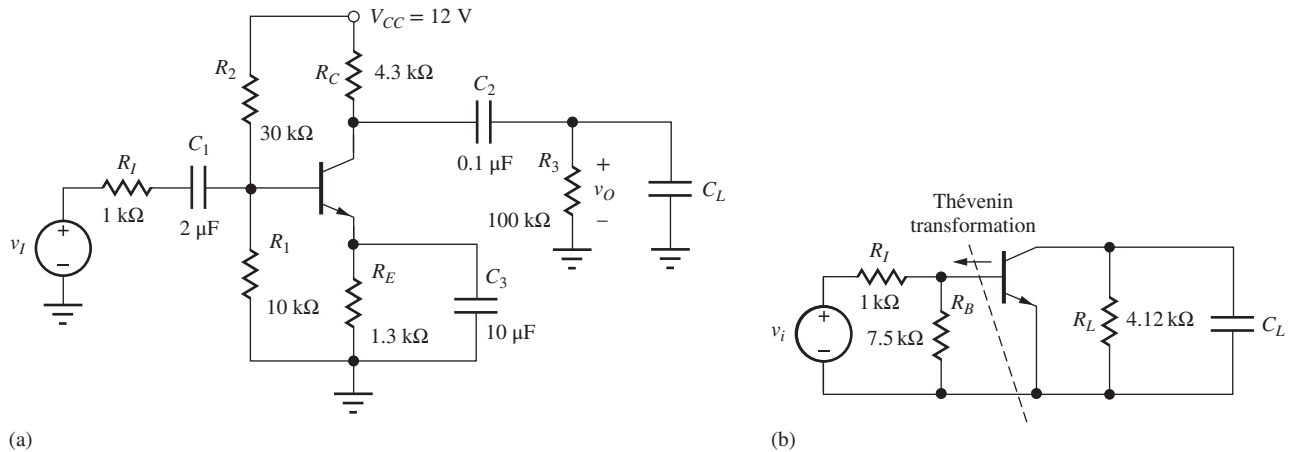 V_CC = 12 V
R_2
R_C
4.3 kΩ
C_2
30 kΩ
C_1
0.1 μF
R_3
+
v_O
−
C_L
R_I
1 kΩ
2 μF
100 kΩ
v_I
+
−
R_1
R_E
C_3
10 kΩ
10 μF
1.3 kΩ
(a)
Thévenin
transformation
R_I
1 kΩ
R_B
v_i
+
−
7.5 kΩ
R_L
4.12 kΩ
C_L
(b)